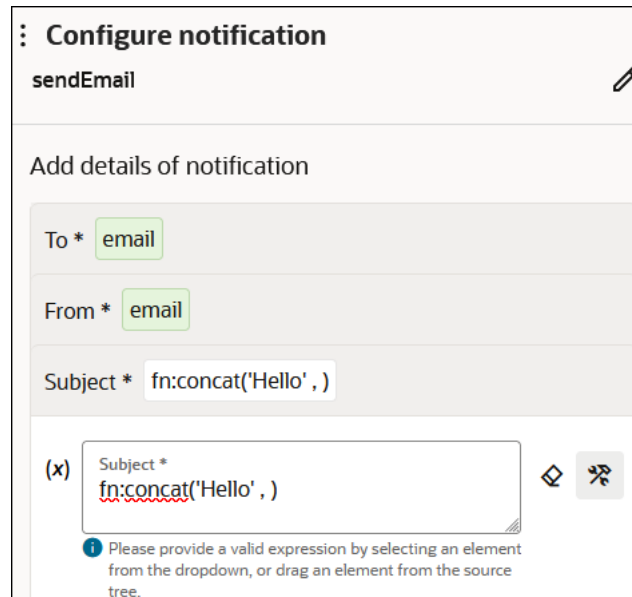 Configure notification
sendEmail
Add details of notification
To * email
From * email
Subject * fn:concat('Hello' , )
(x)
Subject *
fn:concat('Hello' , )
Please provide a valid expression by selecting an element
from the dropdown, or drag an element from the source
tree.